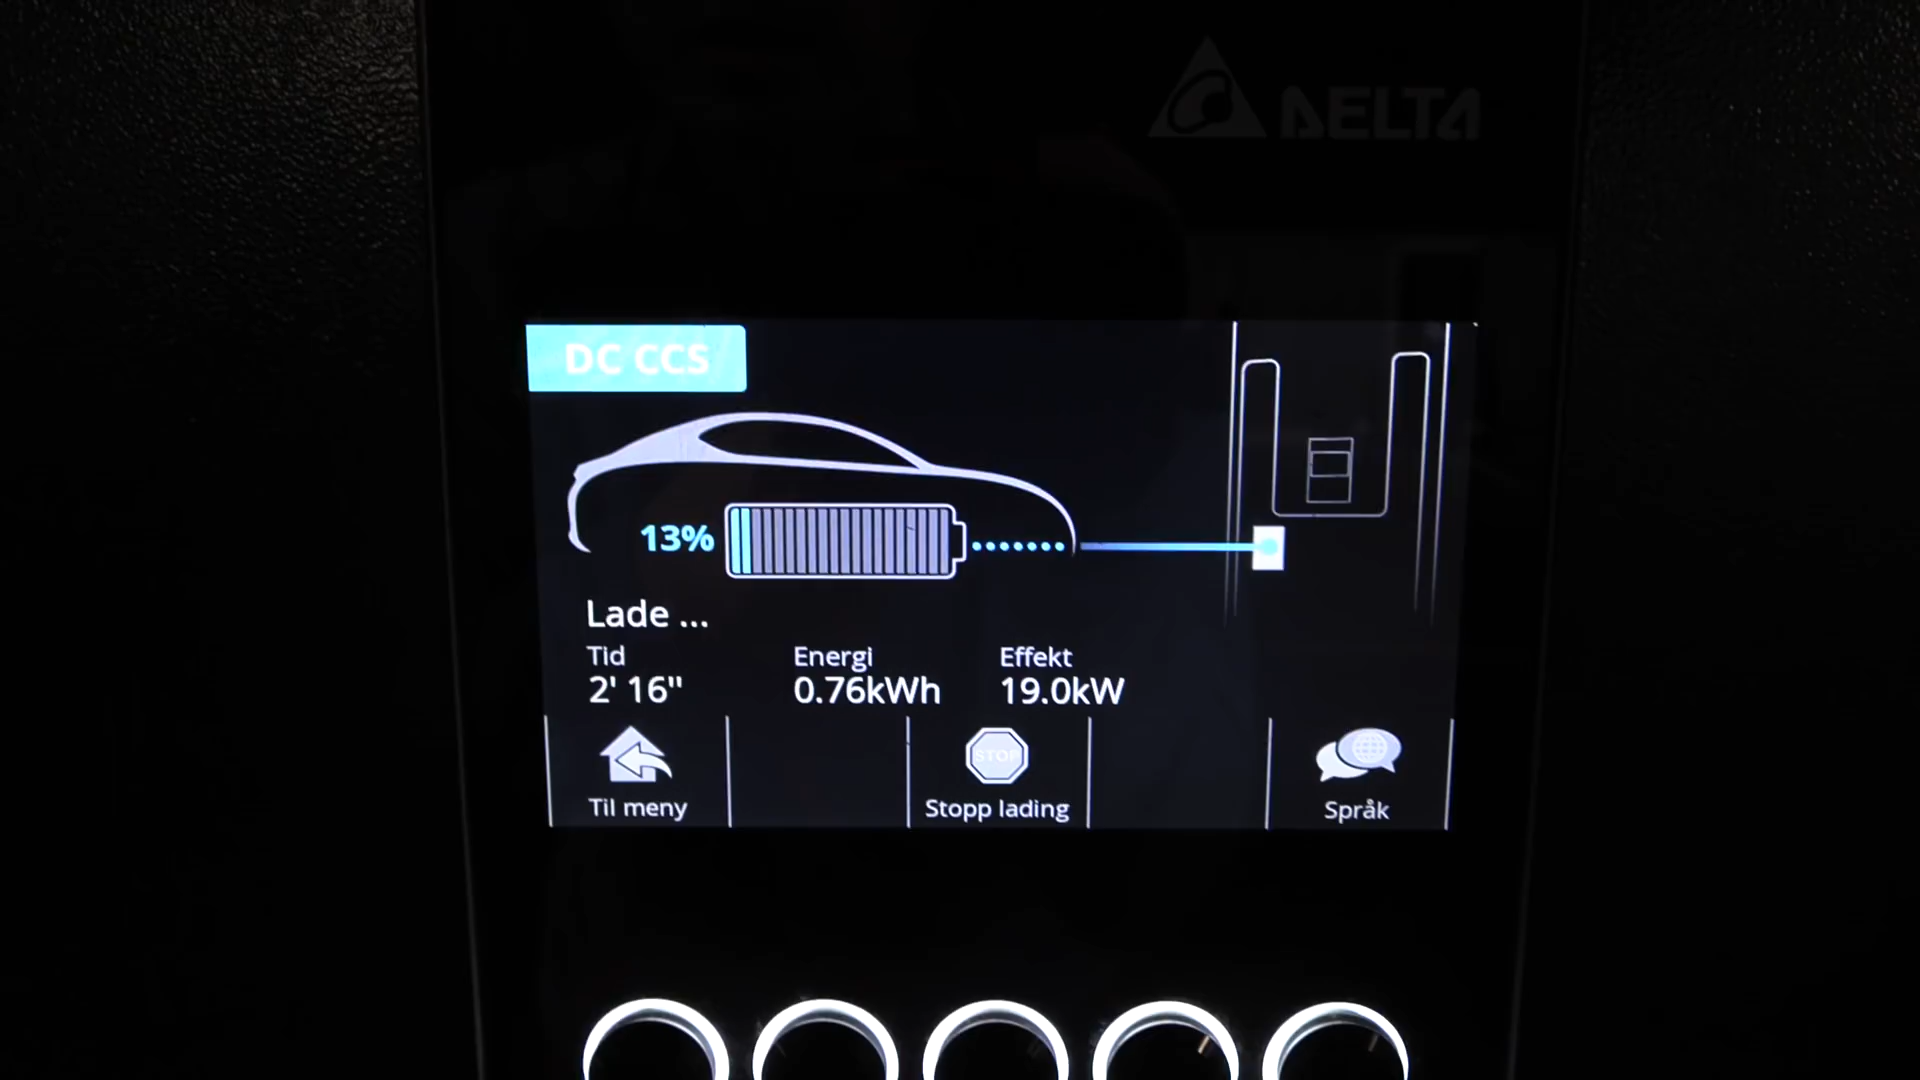 DELTA
DC CCS
13%
Lade ...
Tid
2' 16"
Energi
0.76kWh
Effekt
19.0kW
STOP
Til meny
Stopp lading
Språk